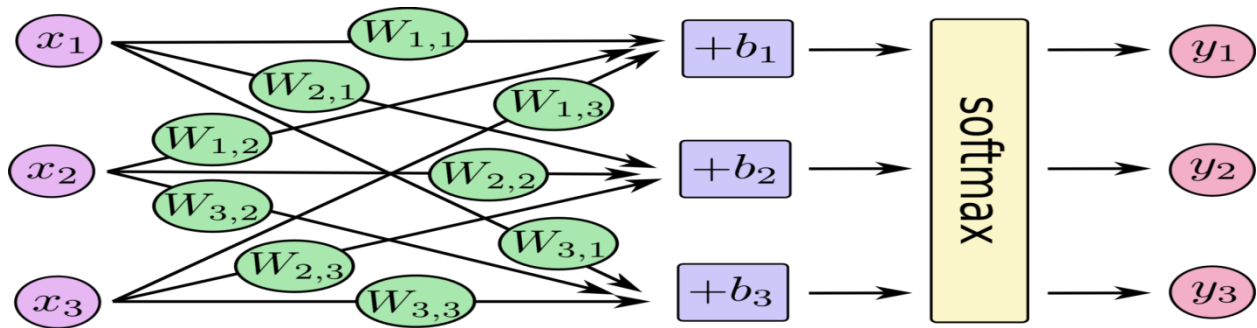 x₁ W₁,₁ +b₁ y₁
W₂,₁ W₁,₃
W₁,₂
x₂ W₂,₂ +b₂ softmax y₂
W₃,₂
W₃,₁
W₂,₃
x₃ W₃,₃ +b₃ y₃